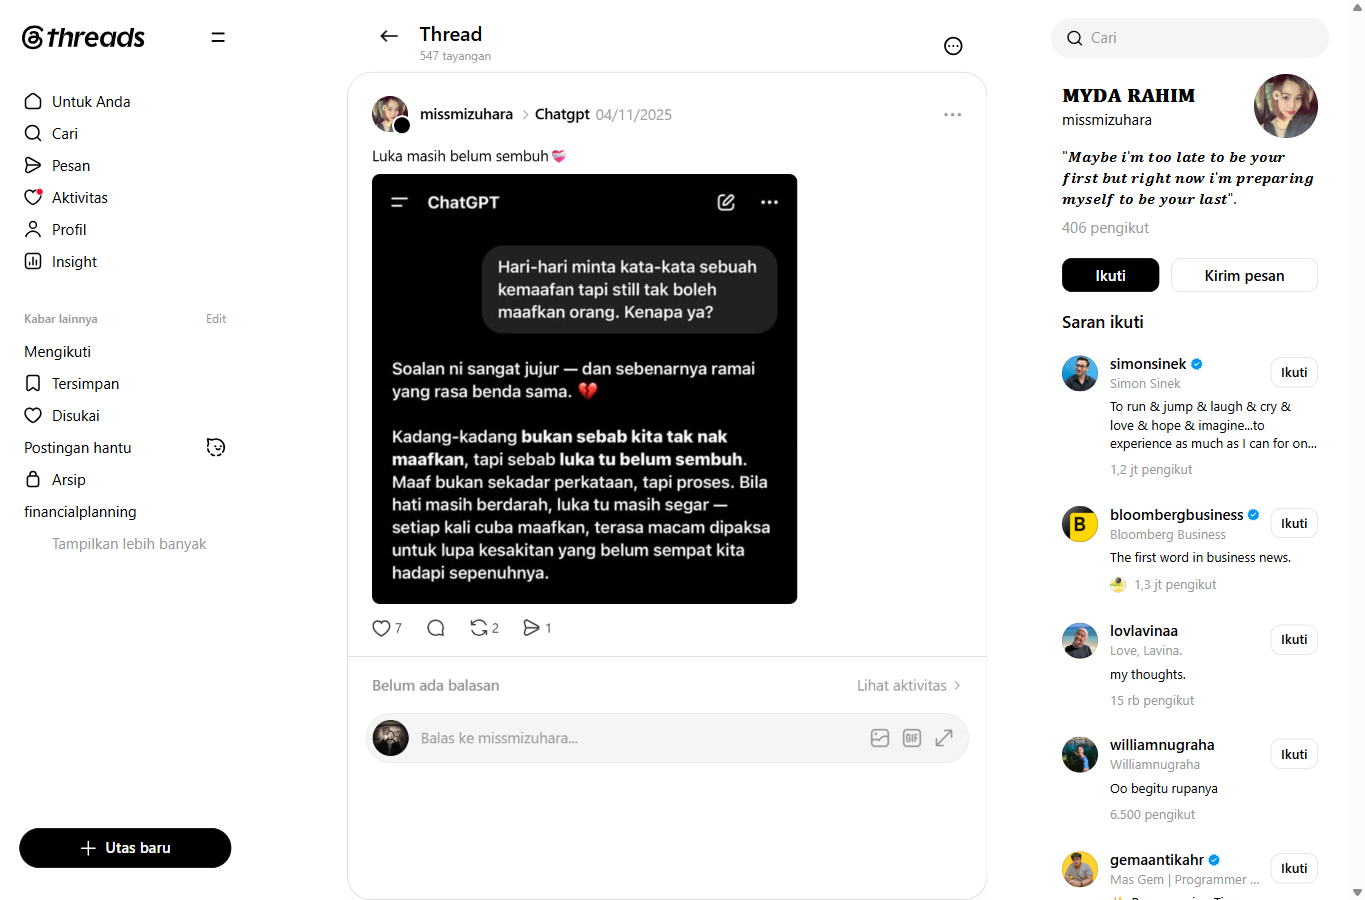 threads
Untuk Anda
Cari
Pesan
Aktivitas
Profil
Insight
Kabar lainnya
Edit
Mengikuti
Tersimpan
Disukai
Postingan hantu
Arsip
financialplanning
Tampilkan lebih banyak
Utas baru
Thread
547 tayangan
missmizuhara > Chatgpt 04/11/2025
Luka masih belum sembuh💝
ChatGPT
Hari-hari minta kata-kata sebuah
kemaafan tapi still tak boleh
maafkan orang. Kenapa ya?
Soalan ni sangat jujur — dan sebenarnya ramai
yang rasa benda sama. 💔
Kadang-kadang bukan sebab kita tak nak
maafkan, tapi sebab luka tu belum sembuh.
Maaf bukan sekadar perkataan, tapi proses. Bila
hati masih berdarah, luka tu masih segar —
setiap kali cuba maafkan, terasa macam dipaksa
untuk lupa kesakitan yang belum sempat kita
hadapi sepenuhnya.
7
2
1
Belum ada balasan
Lihat aktivitas
Balas ke missmizuhara...
GIF
Cari
MYDA RAHIM
missmizuhara
"Maybe i'm too late to be your
first but right now i'm preparing
myself to be your last".
406 pengikut
Ikuti
Kirim pesan
Saran ikuti
simonsinek
Simon Sinek
Ikuti
To run & jump & laugh & cry &
love & hope & imagine...to
experience as much as I can for on...
1,2 jt pengikut
B
bloombergbusiness
Bloomberg Business
Ikuti
The first word in business news.
1,3 jt pengikut
lovlavinaa
Love, Lavina.
Ikuti
my thoughts.
15 rb pengikut
williamnugraha
Williamnugraha
Ikuti
Oo begitu rupanya
6.500 pengikut
gemaantikahr
Mas Gem | Programmer ...
Ikuti